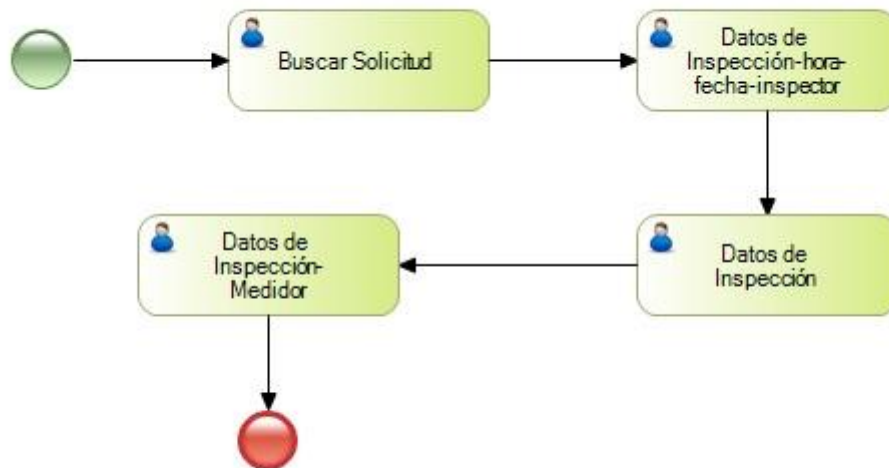 Buscar Solicitud
Datos de
Inspección-hora-
fecha-inspector
Datos de
Inspección
Datos de
Inspección-
Medidor